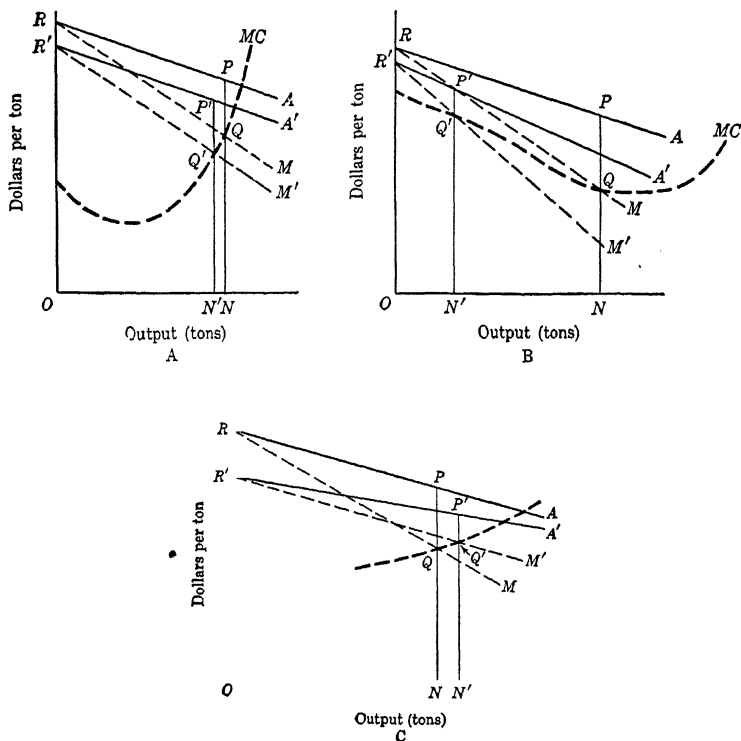 R
R′
MC
P
P′
A
A′
Q
Q′
M
M′
Dollars per ton
O
N′ N
Output (tons)
A
R
R′
P′
P
A
MC
Q′
A′
Q
M
M′
Dollars per ton
O
N′
N
Output (tons)
B
R
R′
P
P′
A
A′
Q
Q′
M′
M
Dollars per ton
O
N
N′
Output (tons)
C